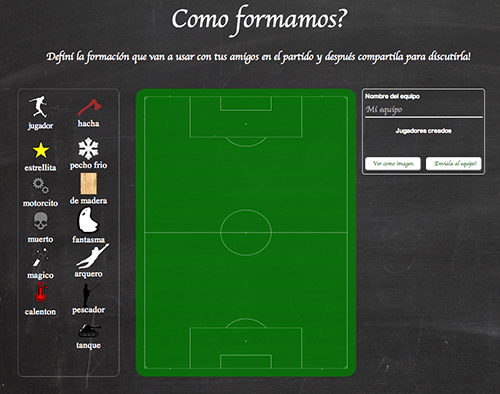 Como formamos?
Definí la formación que van a usar con tus amigos en el partido y después compartila para discutirla!
jugador
hacha
estrellita
pecho frio
motorcito
de madera
muerto
fantasma
magico
arquero
calenton
pescador
tanque
Nombre del equipo
Mi equipo
Jugadores creados
Ver como imagen
Enviala al equipo!